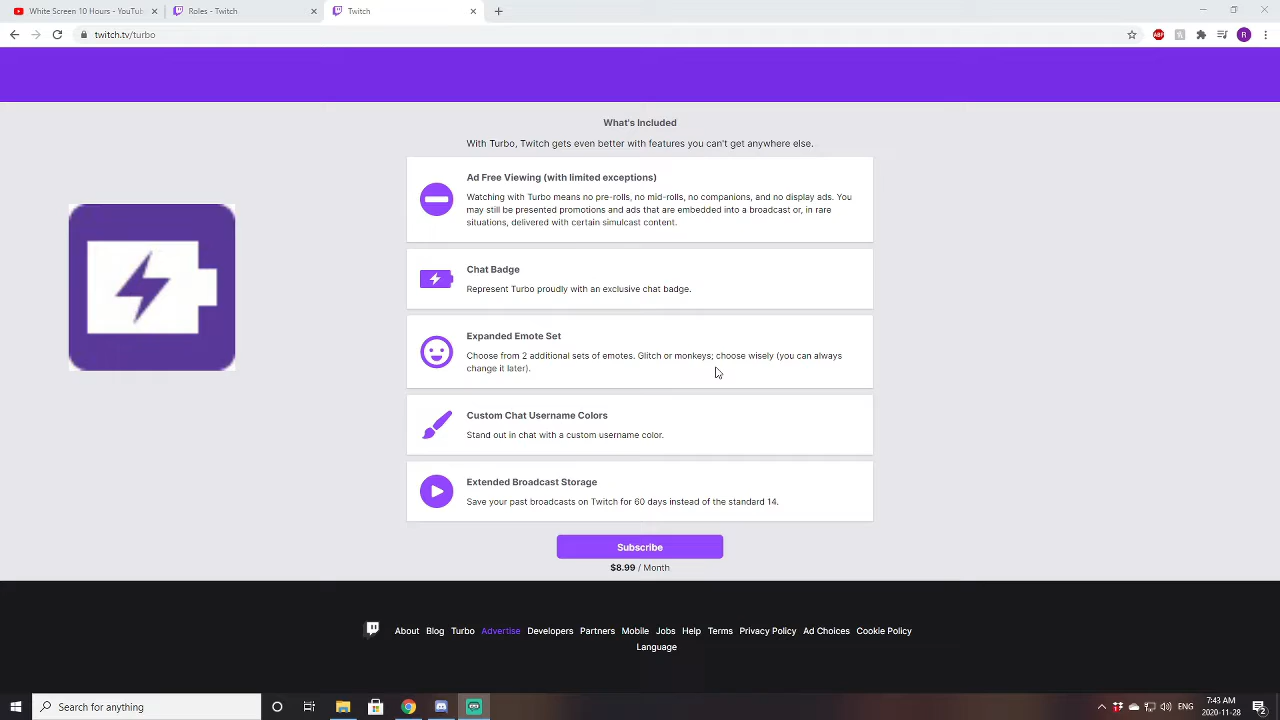 White Screen 10 Hours - YouTub
Roles - Twitch
Twitch
twitch.tv/turbo
ABP
R
What's Included
With Turbo, Twitch gets even better with features you can't get anywhere else.
Ad Free Viewing (with limited exceptions)
Watching with Turbo means no pre-rolls, no mid-rolls, no companions, and no display ads. You
may still be presented promotions and ads that are embedded into a broadcast or, in rare
situations, delivered with certain simulcast content.
Chat Badge
Represent Turbo proudly with an exclusive chat badge.
Expanded Emote Set
Choose from 2 additional sets of emotes. Glitch or monkeys; choose wisely (you can always
change it later).
Custom Chat Username Colors
Stand out in chat with a custom username color.
Extended Broadcast Storage
Save your past broadcasts on Twitch for 60 days instead of the standard 14.
Subscribe
$8.99 / Month
About Blog Turbo Advertise Developers Partners Mobile Jobs Help Terms Privacy Policy Ad Choices Cookie Policy
Language
Search for anything
ENG
7:43 AM
2020-11-28
2